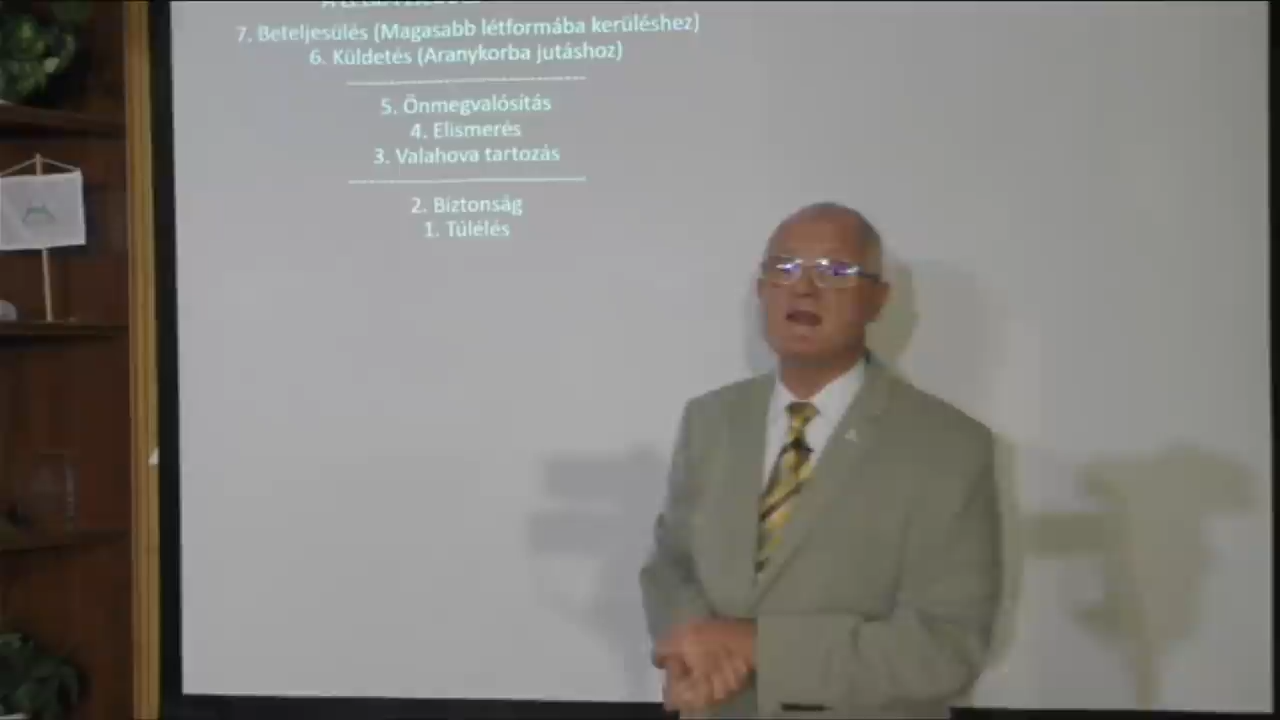 7. Beteljesülés (Magasabb létformába kerüléshez)
6. Küldetés (Aranykorba jutáshoz)
5. Önmegvalósítás
4. Elismerés
3. Valahova tartozás
2. Biztonság
1. Túlélés